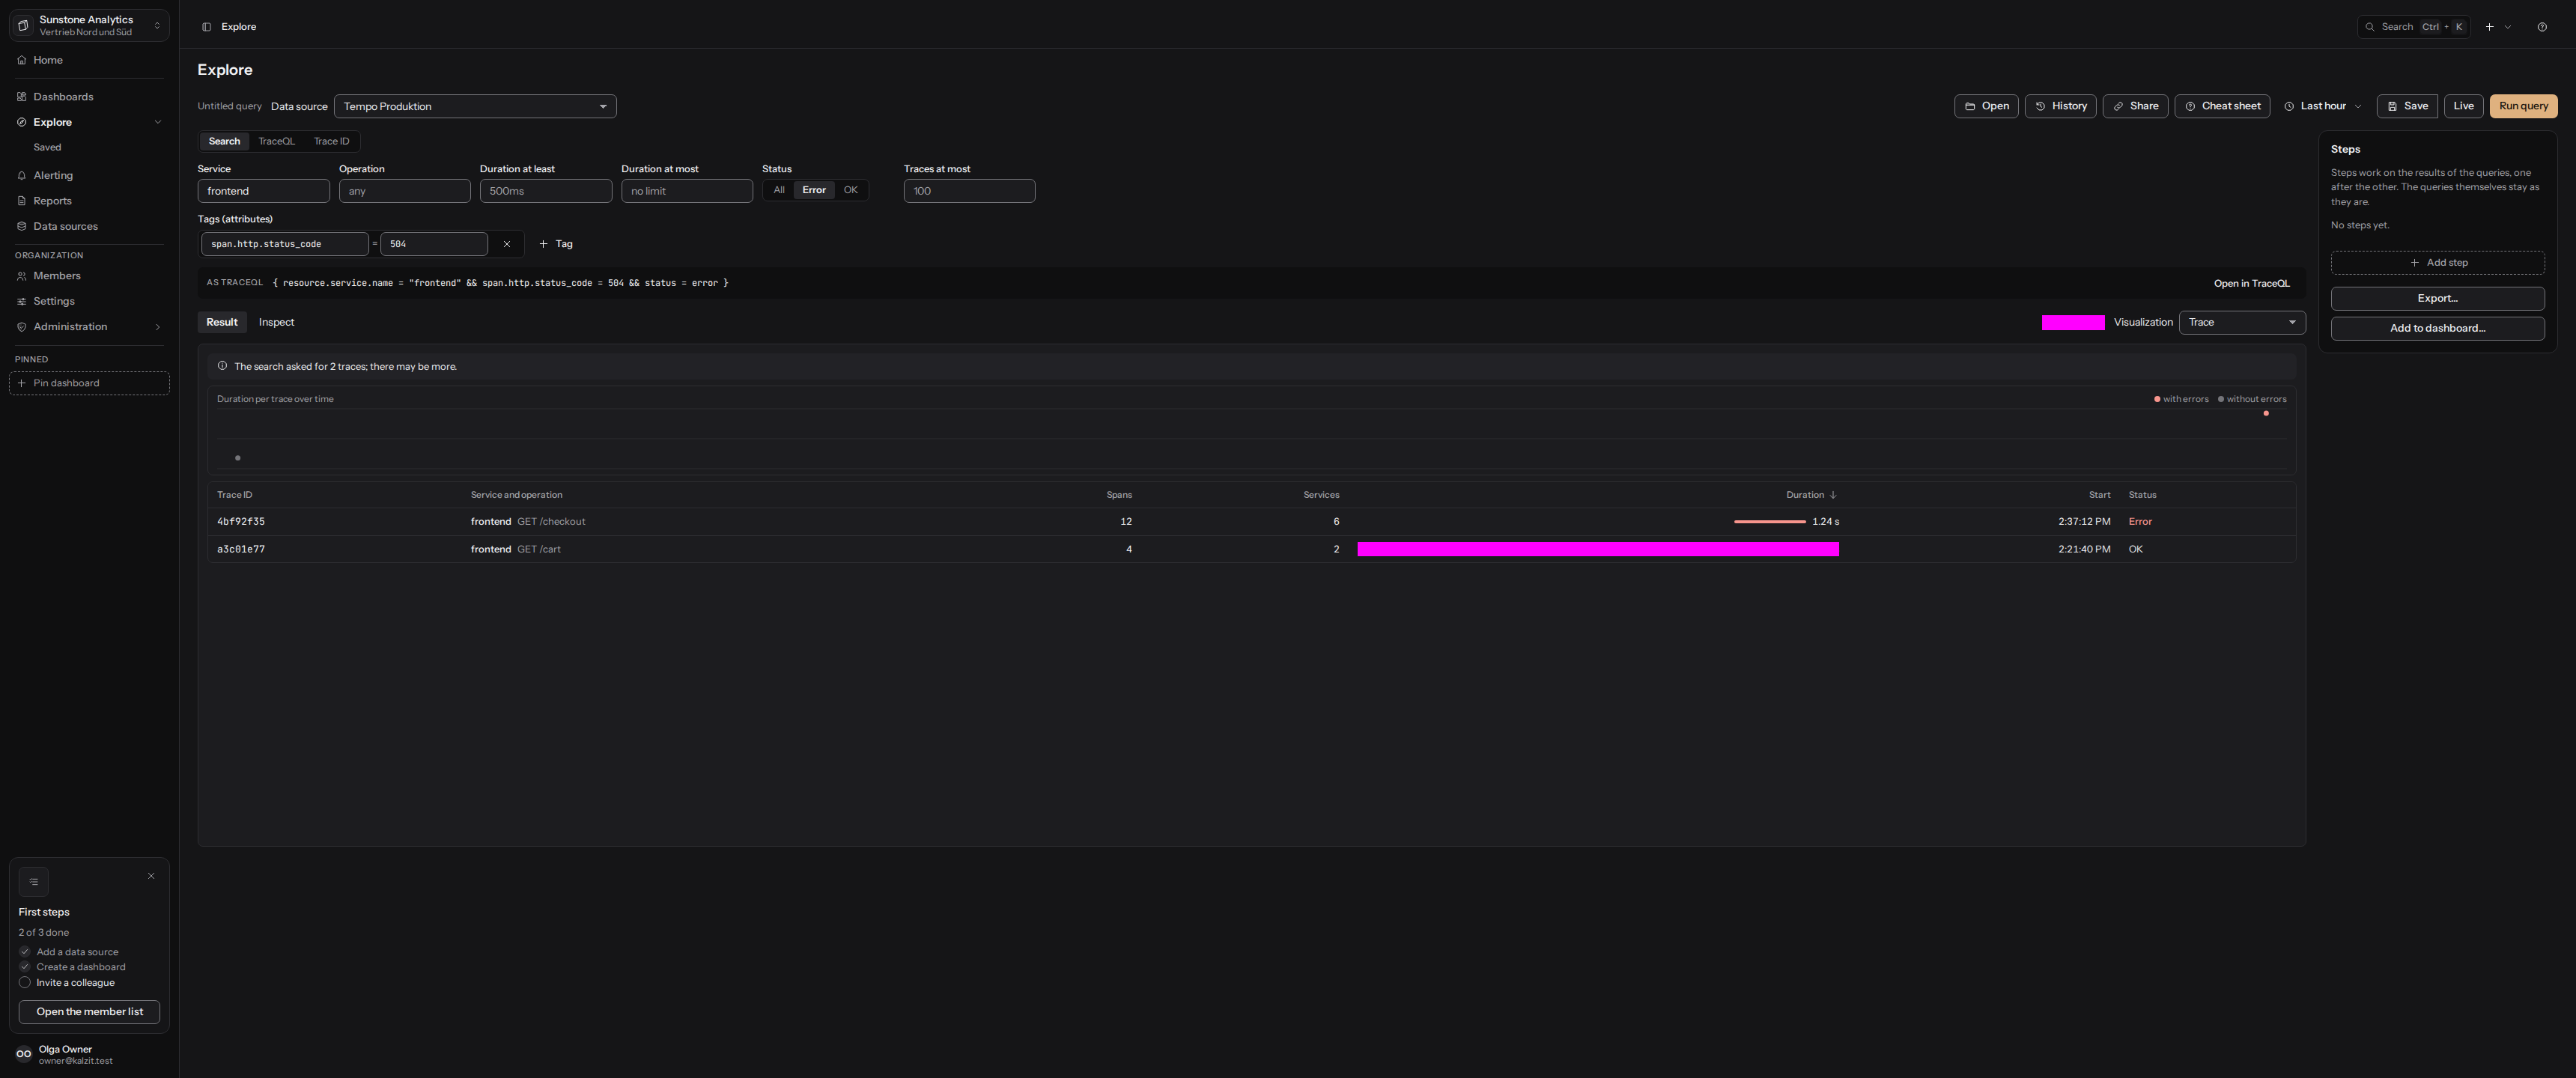 Sunstone Analytics
Vertrieb Nord und Süd
Home
Dashboards
Explore
Saved
Alerting
Reports
Data sources
ORGANIZATION
Members
Settings
Administration
PINNED
Pin dashboard
First steps
2 of 3 done
Add a data source
Create a dashboard
Invite a colleague
Open the member list
OO
Olga Owner
owner@kalzit.test
Explore
Search Ctrl + K
Explore
Untitled query Data source Tempo Produktion
Open History Share Cheat sheet Last hour Save Live Run query
Search TraceQL Trace ID
Service Operation Duration at least Duration at most Status Traces at most
frontend any 500ms no limit All Error OK 100
Tags (attributes)
span.http.status_code = 504 Tag
AS TRACEQL { resource.service.name = "frontend" && span.http.status_code = 504 && status = error } Open in TraceQL
Result Inspect Visualization Trace
The search asked for 2 traces; there may be more.
Duration per trace over time with errors without errors
Trace ID Service and operation Spans Services Duration Start Status
4bf92f35 frontend GET /checkout 12 6 1.24 s 2:37:12 PM Error
a3c01e77 frontend GET /cart 4 2 2:21:40 PM OK
Steps
Steps work on the results of the queries, one
after the other. The queries themselves stay as
they are.
No steps yet.
Add step
Export...
Add to dashboard...